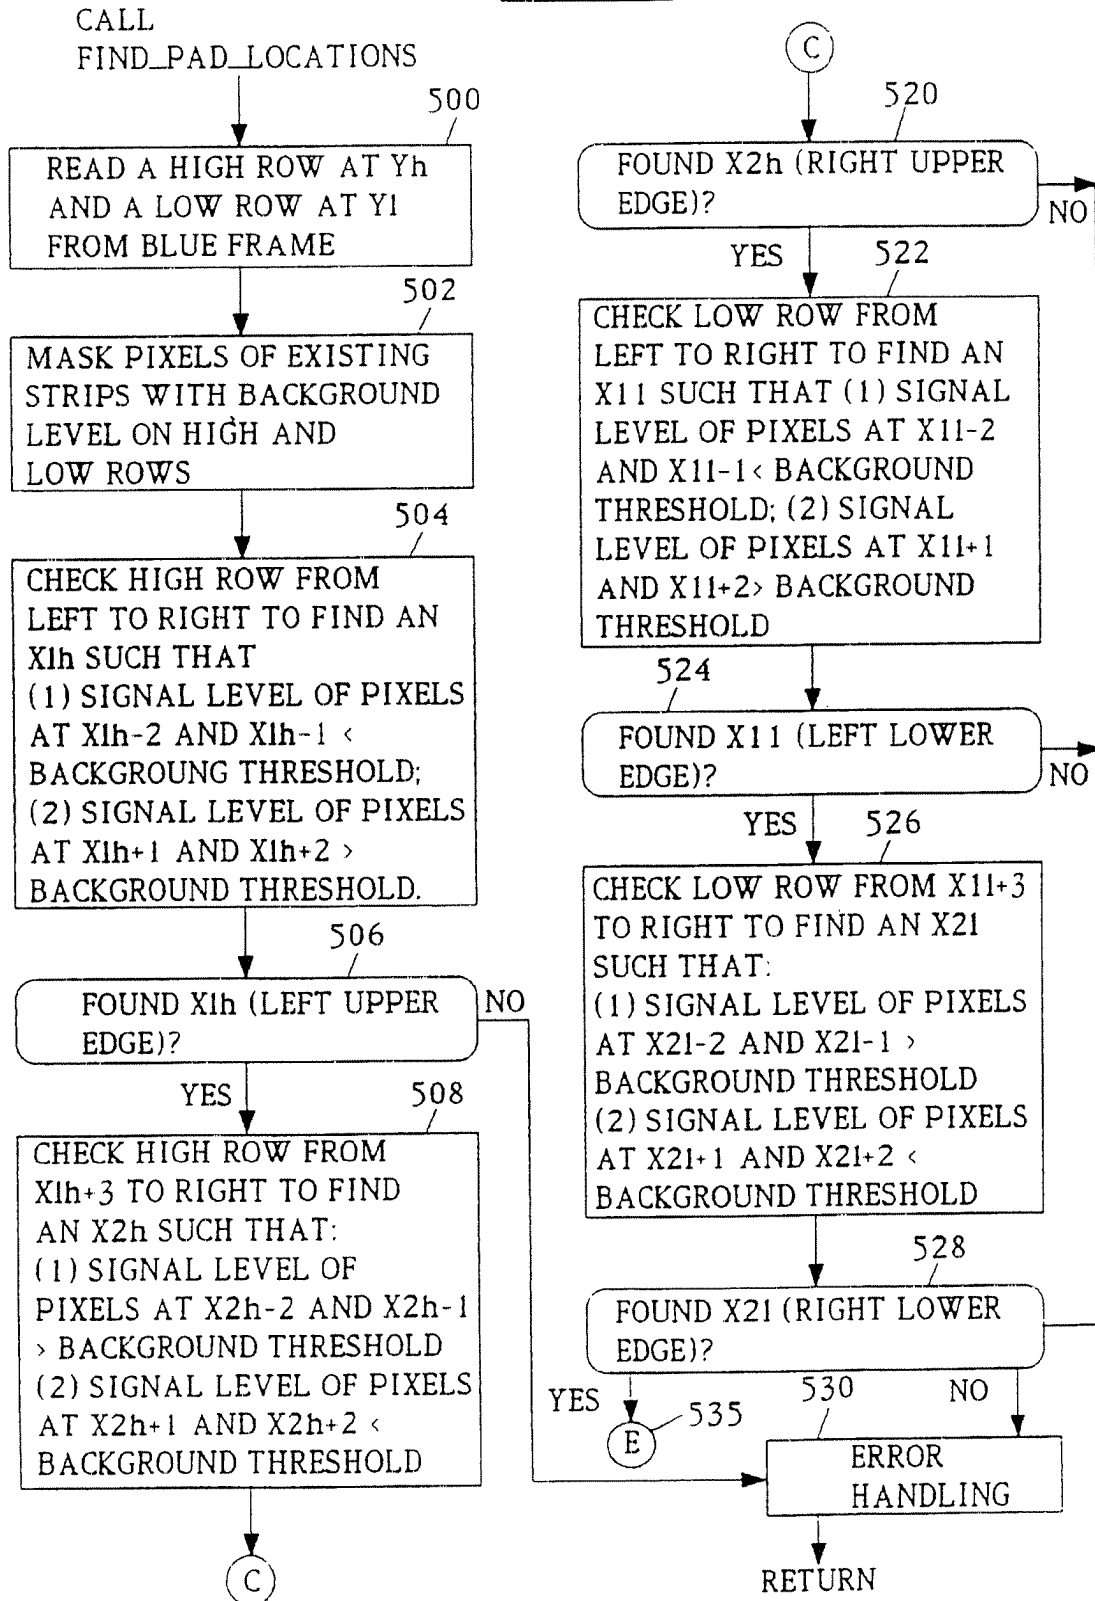 CALL
FIND_PAD_LOCATIONS
500
READ A HIGH ROW AT Yh
AND A LOW ROW AT Yl
FROM BLUE FRAME
502
MASK PIXELS OF EXISTING
STRIPS WITH BACKGROUND
LEVEL ON HIGH AND
LOW ROWS
504
CHECK HIGH ROW FROM
LEFT TO RIGHT TO FIND AN
X1h SUCH THAT
(1) SIGNAL LEVEL OF PIXELS
AT X1h-2 AND X1h-1 <
BACKGROUNG THRESHOLD;
(2) SIGNAL LEVEL OF PIXELS
AT X1h+1 AND X1h+2 >
BACKGROUND THRESHOLD.
506
FOUND X1h (LEFT UPPER
EDGE)?
NO
YES
508
CHECK HIGH ROW FROM
X1h+3 TO RIGHT TO FIND
AN X2h SUCH THAT:
(1) SIGNAL LEVEL OF
PIXELS AT X2h-2 AND X2h-1
> BACKGROUND THRESHOLD
(2) SIGNAL LEVEL OF PIXELS
AT X2h+1 AND X2h+2 <
BACKGROUND THRESHOLD
C
C
520
FOUND X2h (RIGHT UPPER
EDGE)?
NO
YES
522
CHECK LOW ROW FROM
LEFT TO RIGHT TO FIND AN
X1l SUCH THAT (1) SIGNAL
LEVEL OF PIXELS AT X1l-2
AND X1l-1< BACKGROUND
THRESHOLD; (2) SIGNAL
LEVEL OF PIXELS AT X1l+1
AND X1l+2> BACKGROUND
THRESHOLD
524
FOUND X1l (LEFT LOWER
EDGE)?
NO
YES
526
CHECK LOW ROW FROM X1l+3
TO RIGHT TO FIND AN X2l
SUCH THAT:
(1) SIGNAL LEVEL OF PIXELS
AT X2l-2 AND X2l-1 >
BACKGROUND THRESHOLD
(2) SIGNAL LEVEL OF PIXELS
AT X2l+1 AND X2l+2 <
BACKGROUND THRESHOLD
528
FOUND X2l (RIGHT LOWER
EDGE)?
YES
535
530
NO
E
ERROR
HANDLING
RETURN